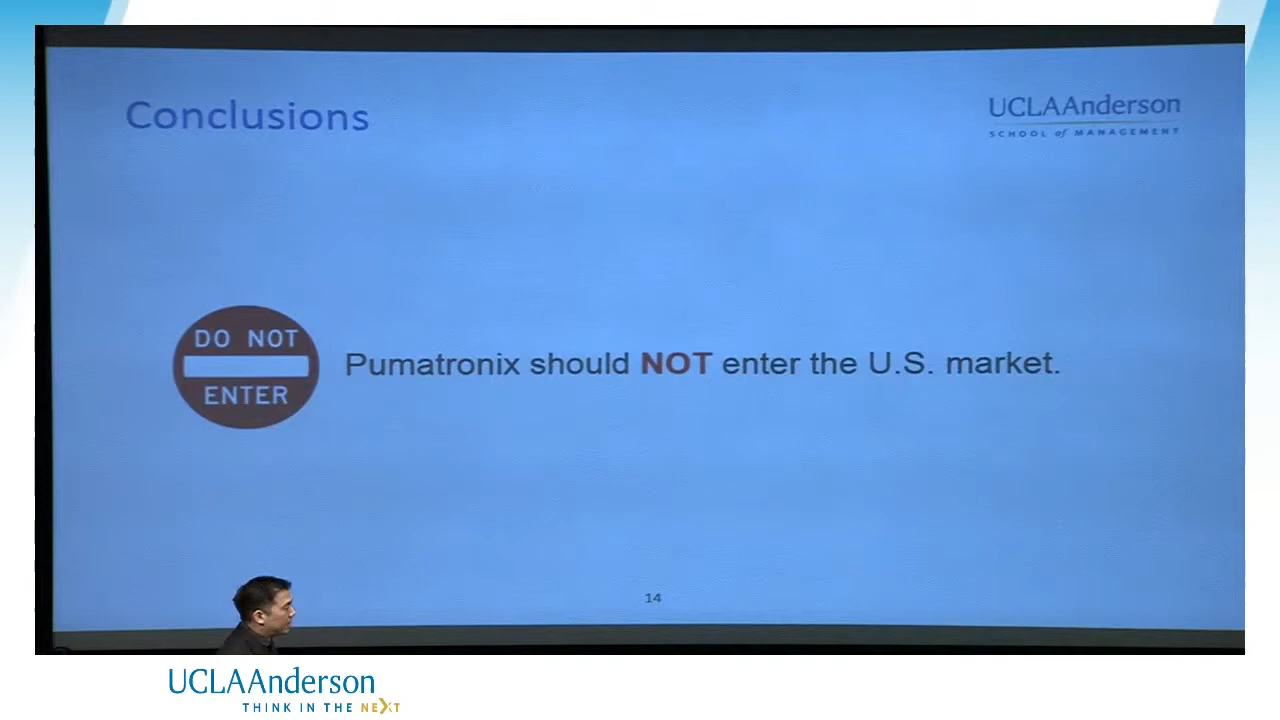 Conclusions
UCLAAnderson
SCHOOL of MANAGEMENT
DO NOT
ENTER
Pumatronix should NOT enter the U.S. market.
14
UCLAAnderson
THINK IN THE NEXT